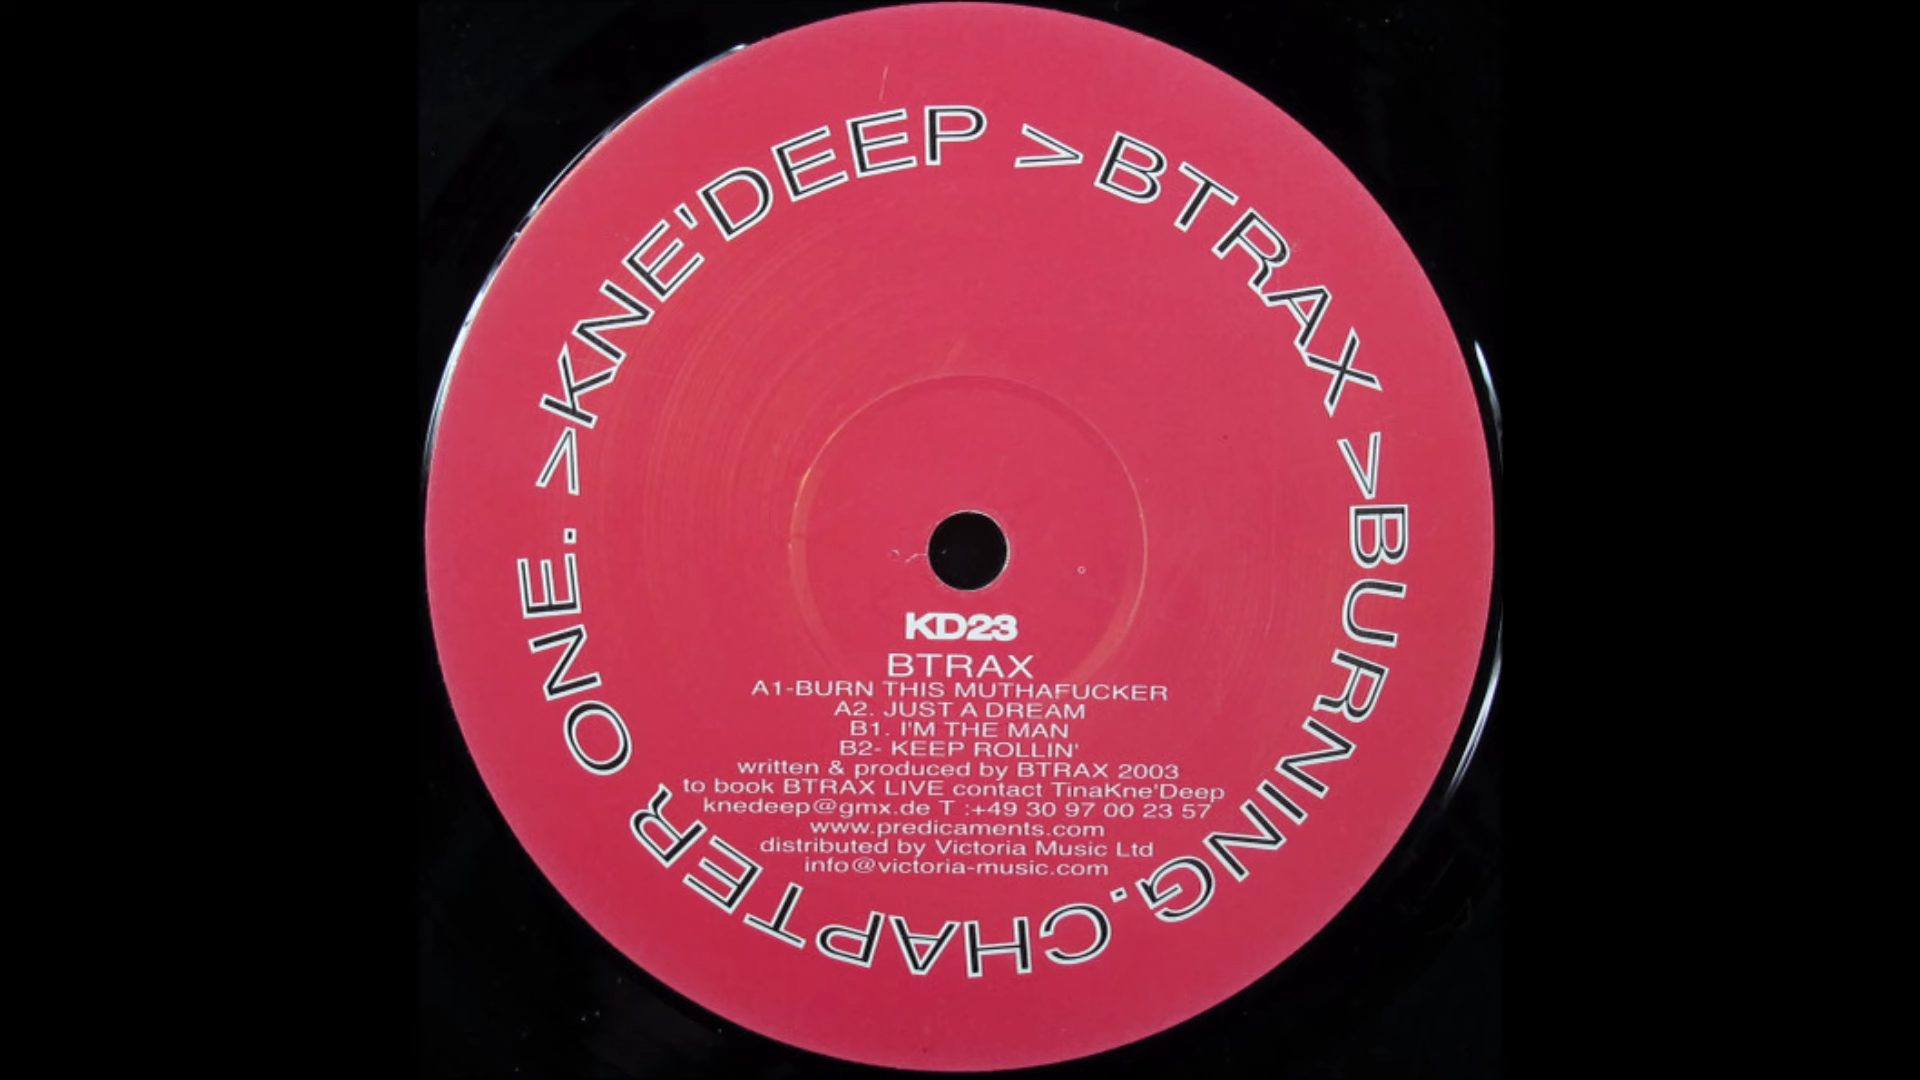 >KNE'DEEP >BTRAX >BURNING.CHAPTER ONE.
KD23
BTRAX
A1-BURN THIS MUTHAFUCKER
A2. JUST A DREAM
B1. I'M THE MAN
B2- KEEP ROLLIN'
written & produced by BTRAX 2003
to book BTRAX LIVE contact TinaKne'Deep
knedeep@gmx.de T :+49 30 97 00 23 57
www.predicaments.com
distributed by Victoria Music Ltd
info@victoria-music.com